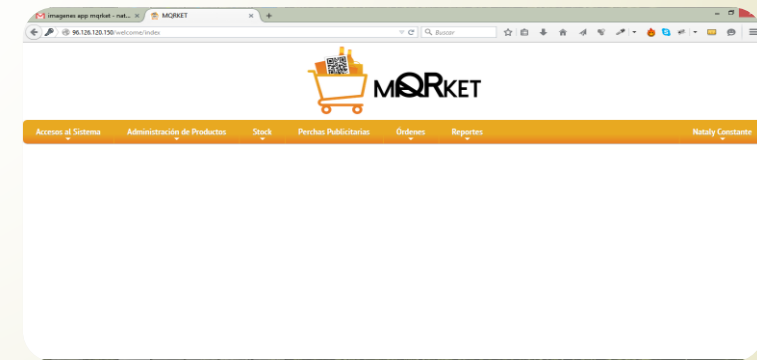 imagenes app mqrket - nat... × MQRKET × +
96.126.120.150/welcome/index Buscar
MQRKET
Accesos al Sistema Administración de Productos Stock Perchas Publicitarias Órdenes Reportes Nataly Constante